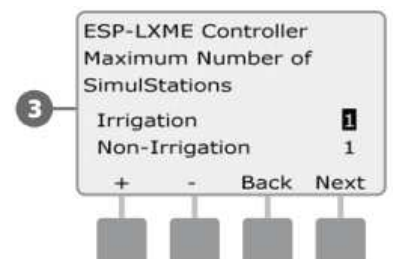 ESP-LXME Controller
Maximum Number of
SimulStations
3
Irrigation 1
Non-Irrigation 1
+ - Back Next